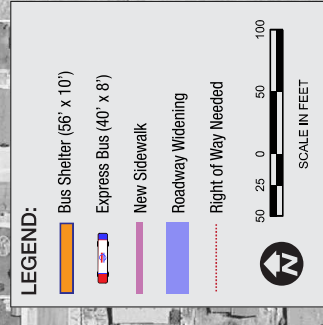 LEGEND:
Bus Shelter (56' x 10')
Express Bus (40' x 8')
New Sidewalk
Roadway Widening
Right of Way Needed
N
50 25 0 50 100
SCALE IN FEET